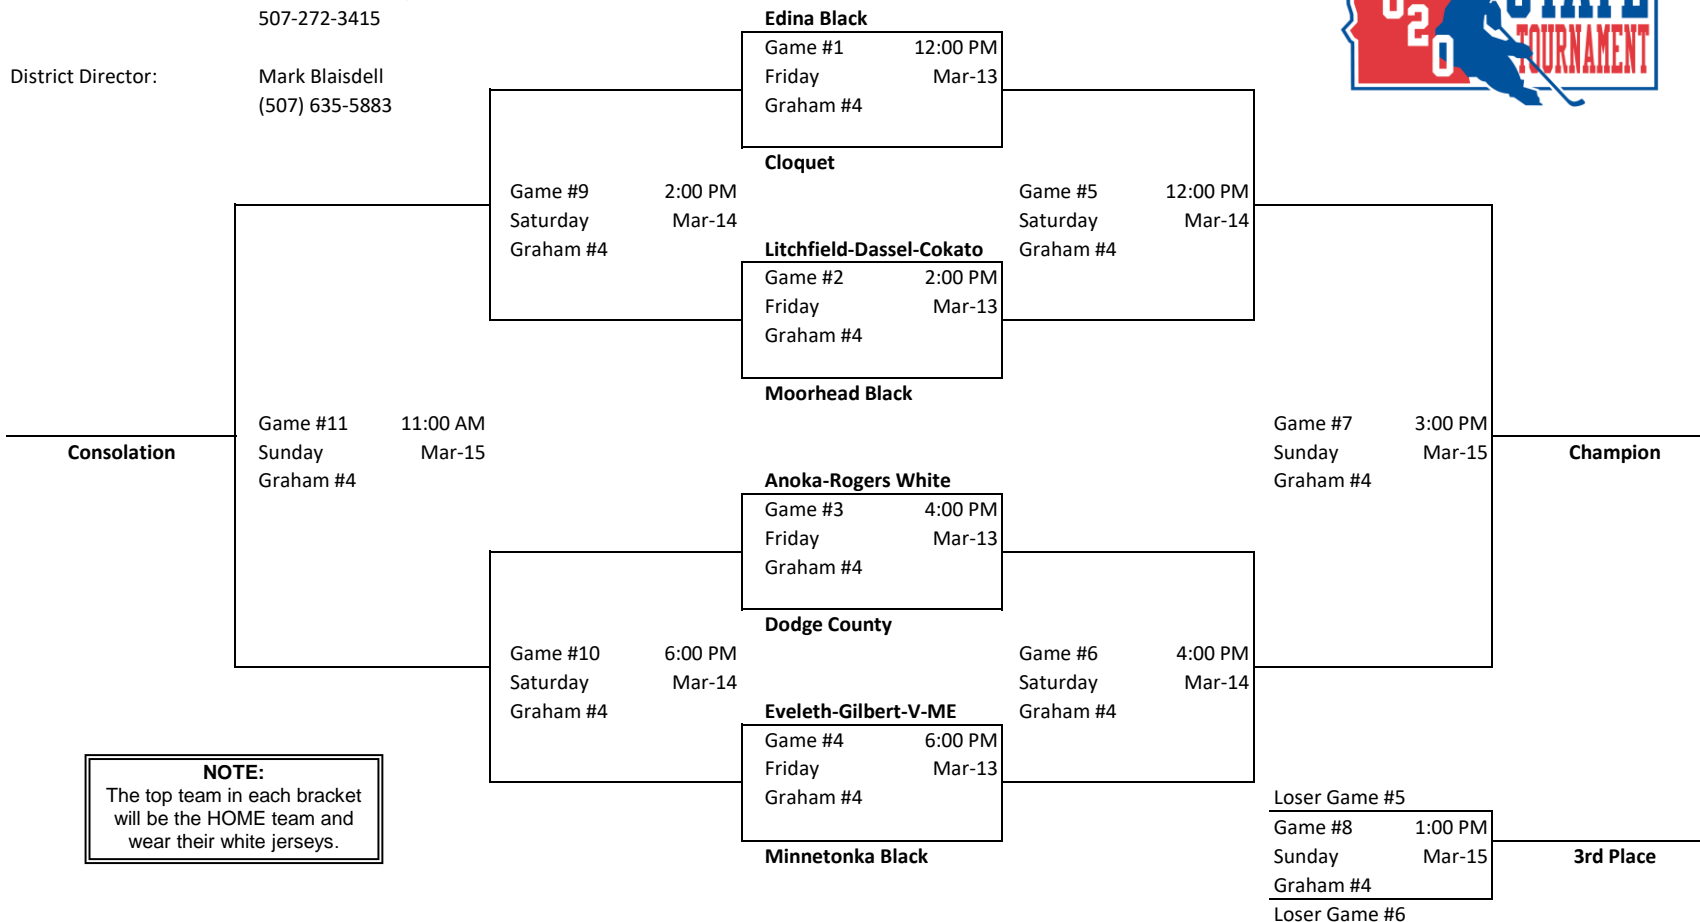 507-272-3415
District Director: Mark Blaisdell
(507) 635-5883
STATE
TOURNAMENT
Edina Black
Game #1 12:00 PM
Friday Mar-13
Graham #4
Cloquet
Game #9 2:00 PM
Saturday Mar-14
Graham #4
Game #5 12:00 PM
Saturday Mar-14
Graham #4
Litchfield-Dassel-Cokato
Game #2 2:00 PM
Friday Mar-13
Graham #4
Moorhead Black
Game #11 11:00 AM
Sunday Mar-15
Graham #4
Consolation
Game #7 3:00 PM
Sunday Mar-15
Graham #4
Champion
Anoka-Rogers White
Game #3 4:00 PM
Friday Mar-13
Graham #4
Dodge County
Game #10 6:00 PM
Saturday Mar-14
Graham #4
Game #6 4:00 PM
Saturday Mar-14
Graham #4
Eveleth-Gilbert-V-ME
Game #4 6:00 PM
Friday Mar-13
Graham #4
Minnetonka Black
NOTE:
The top team in each bracket
will be the HOME team and
wear their white jerseys.
Loser Game #5
Game #8 1:00 PM
Sunday Mar-15
Graham #4
Loser Game #6
3rd Place